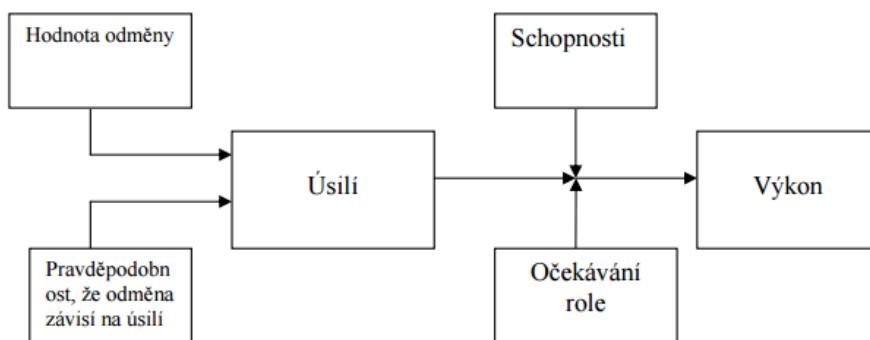 Hodnota odměny
Schopnosti
Úsilí
Výkon
Pravděpodobn
ost, že odměna
závisí na úsilí
Očekávání
role